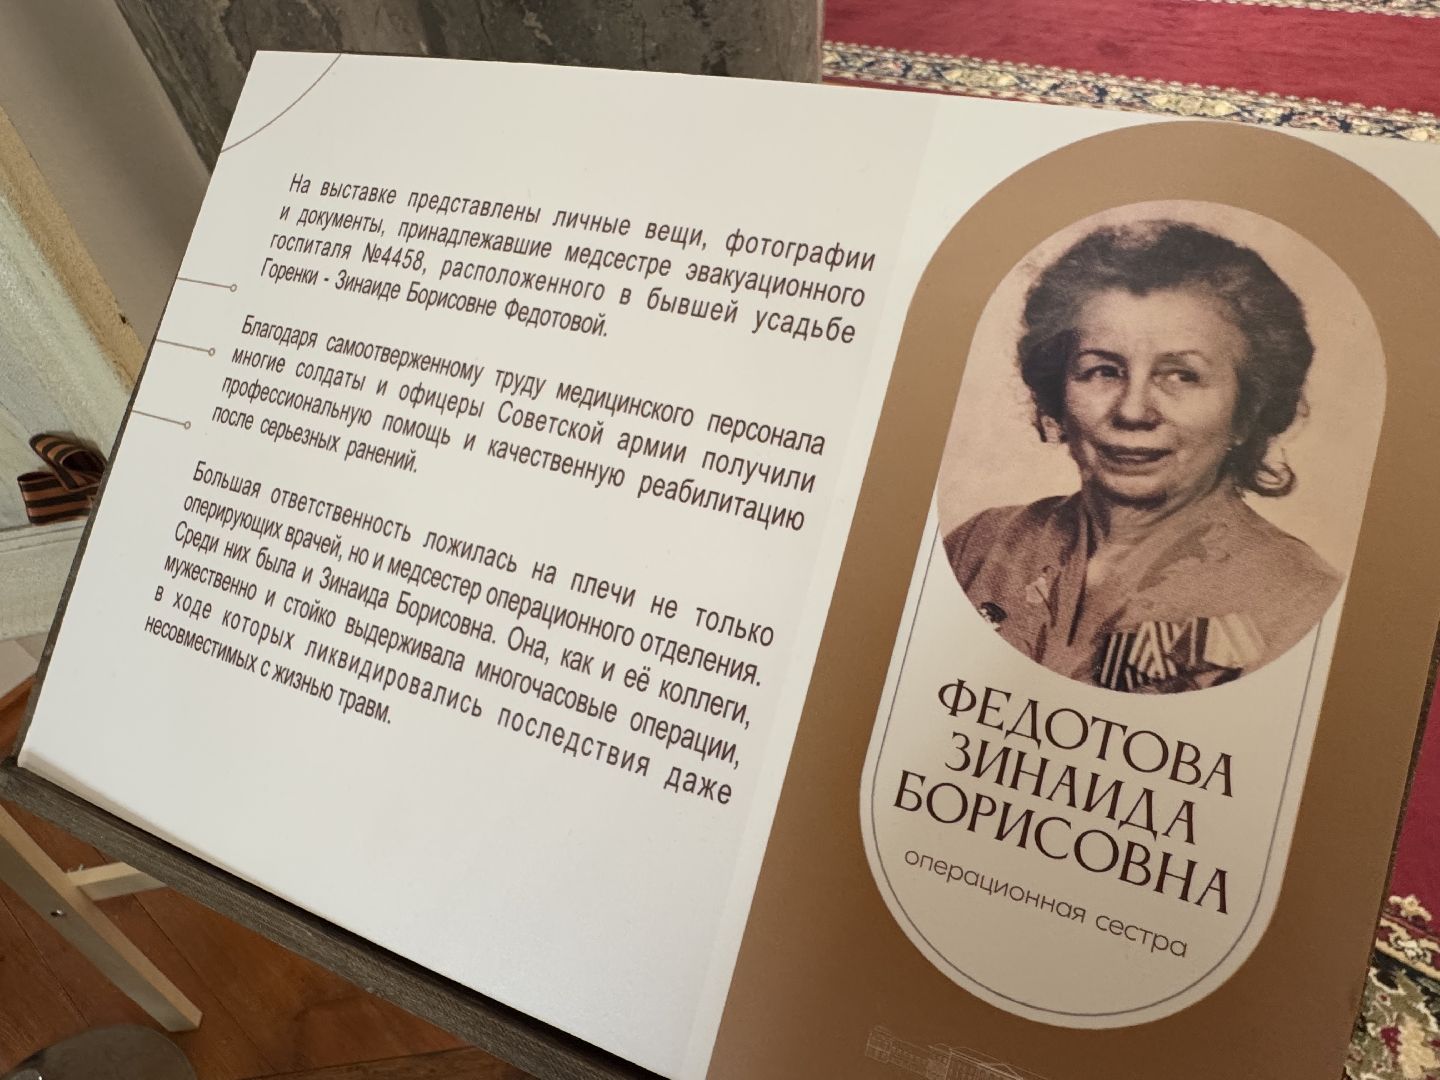 На выставке представлены личные вещи, фотографии
и документы, принадлежавшие медсестре эвакуационного
госпиталя №4458, расположенного в бывшей усадьбе
Горенки - Зинаиде Борисовне Федотовой.
Благодаря самоотверженному труду медицинского персонала
многие солдаты и офицеры Советской армии получили
профессиональную помощь и качественную реабилитацию
после серьезных ранений.
Большая ответственность ложилась на плечи не только
оперирующих врачей, но и медсестер операционного отделения.
Среди них была и Зинаида Борисовна. Она, как и её коллеги,
мужественно и стойко выдерживала многочасовые операции,
в ходе которых ликвидировались последствия даже
несовместимых с жизнью травм.
ФЕДОТОВА
ЗИНАИДА
БОРИСОВНА
операционная сестра